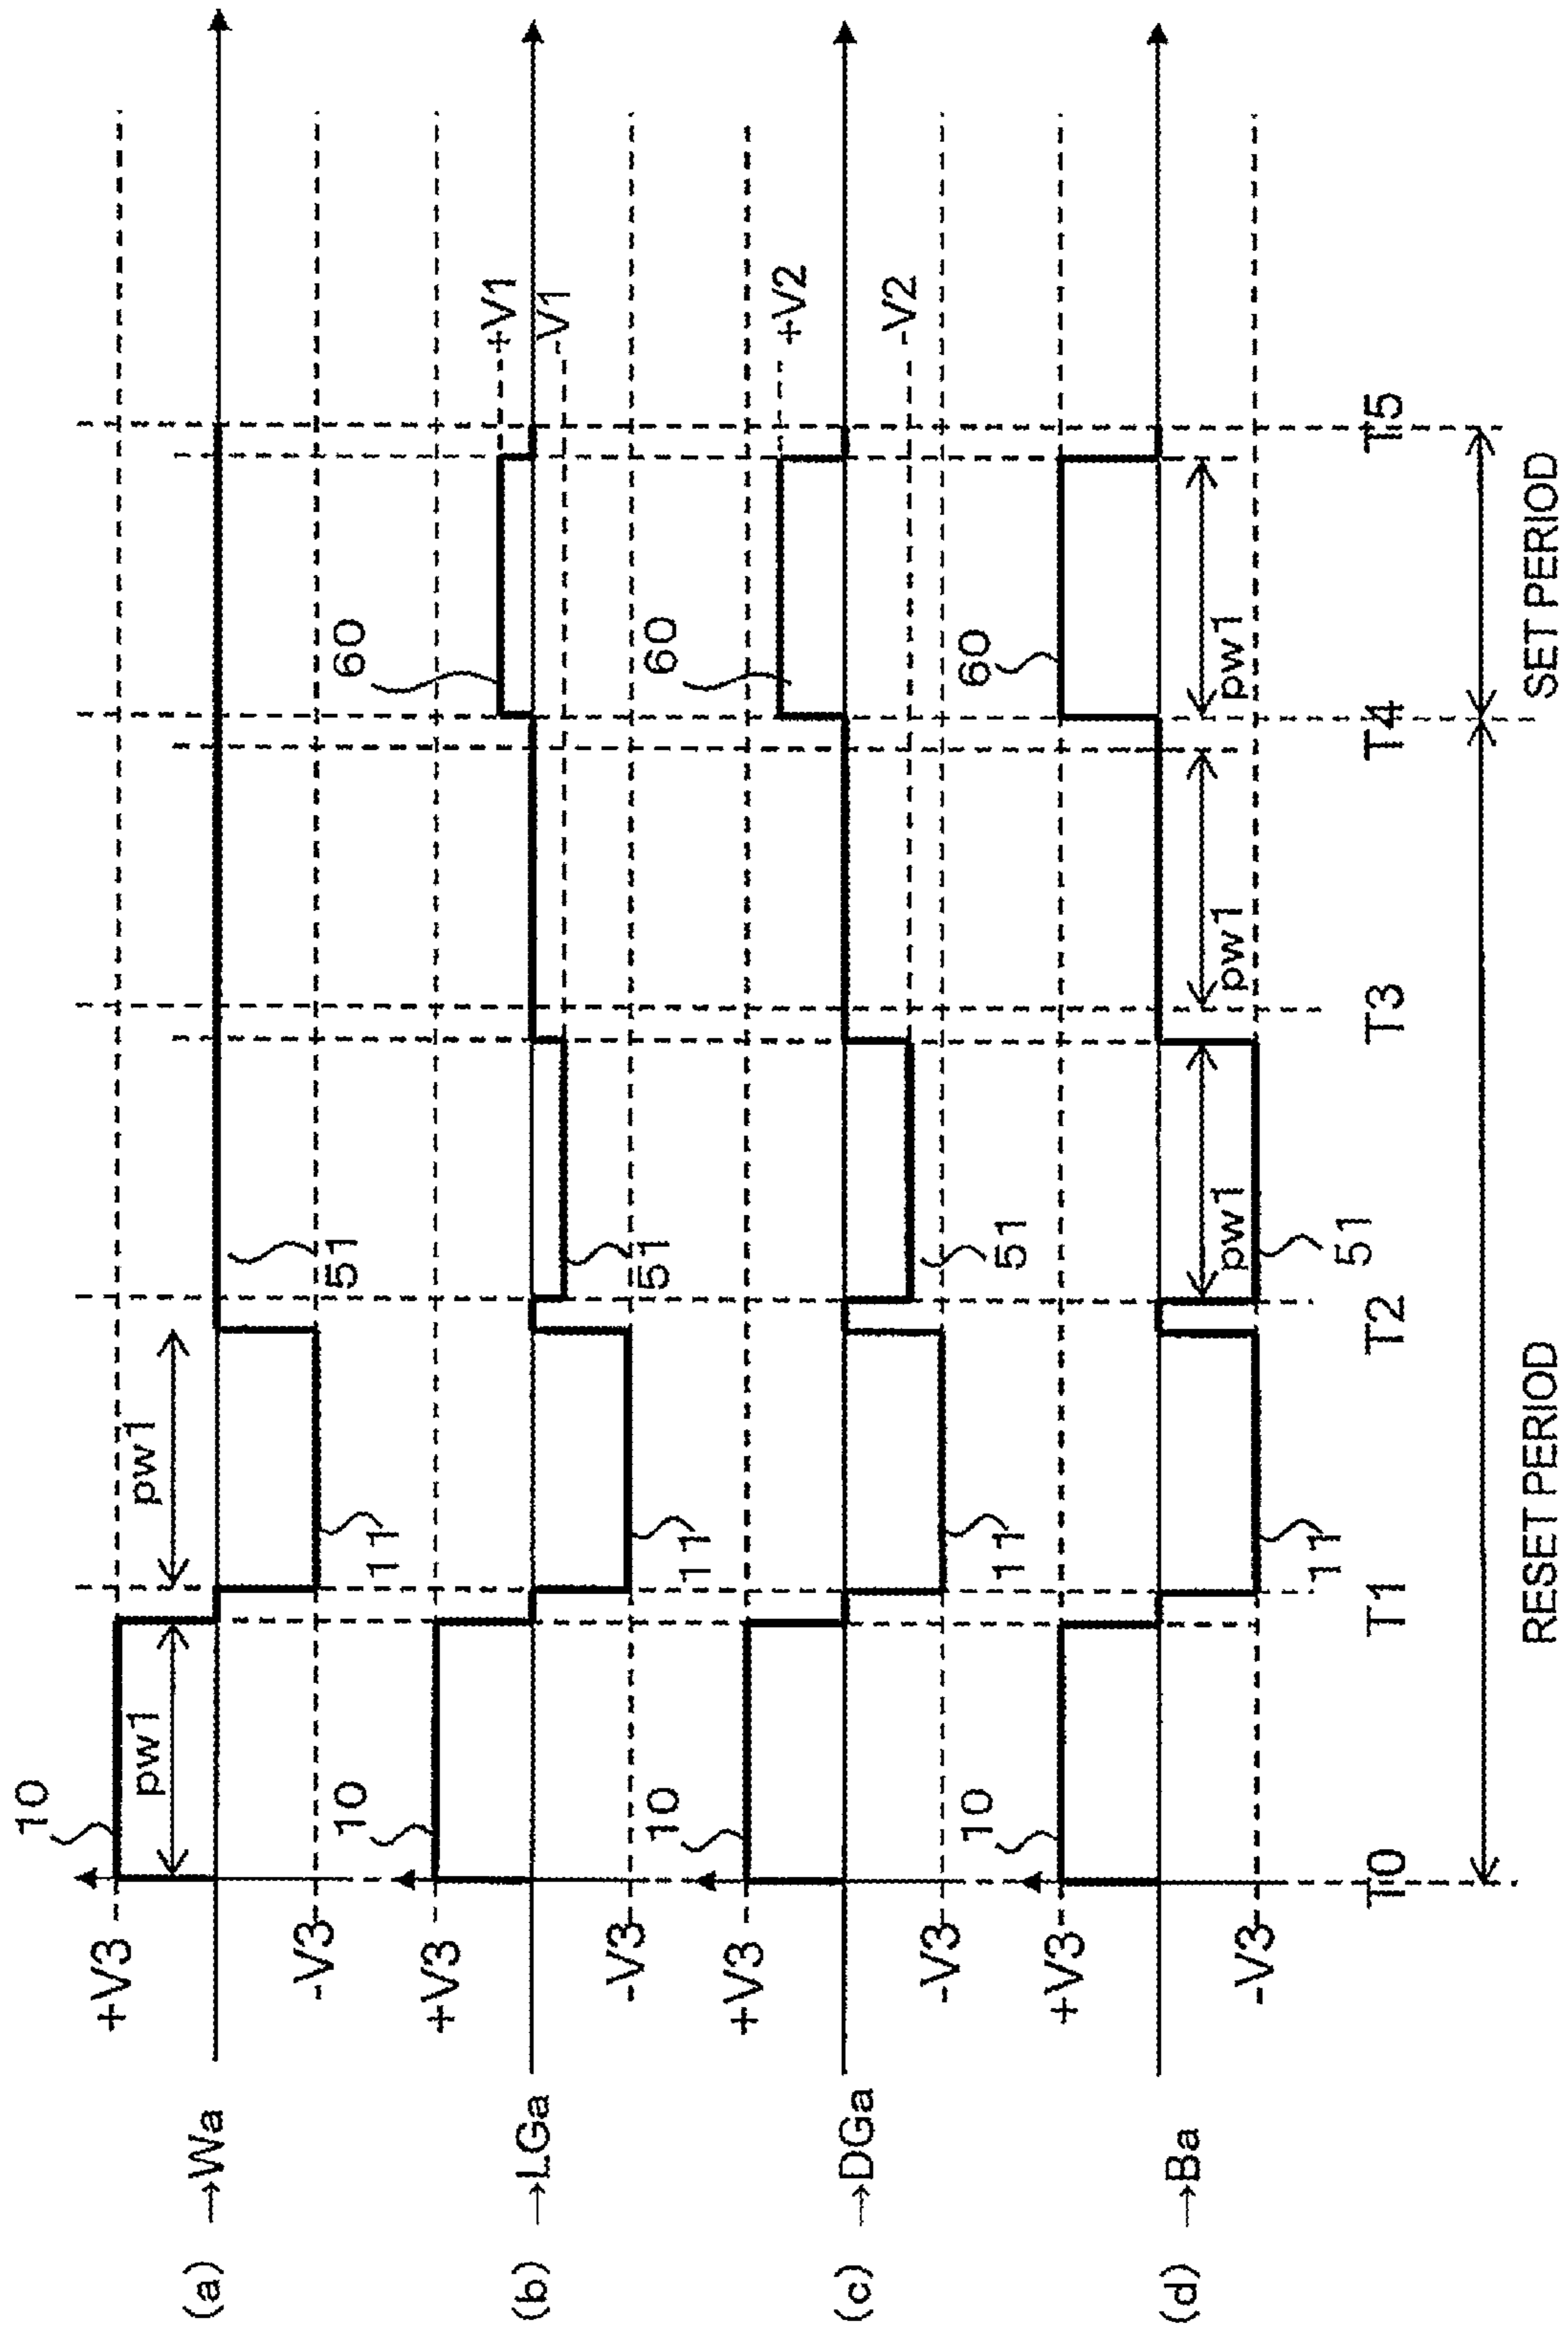 (a) →Wa
+V3
-V3
10
pw1
pw1
11
51
(b) →LGa
+V3
-V3
10
11
51
60
+V1
-V1
(c) →DGa
+V3
-V3
10
11
51
60
+V2
-V2
(d) →Ba
+V3
-V3
10
11
51
pw1
pw1
60
pw1
T0
T1
T2
T3
T4
T5
RESET PERIOD
SET PERIOD